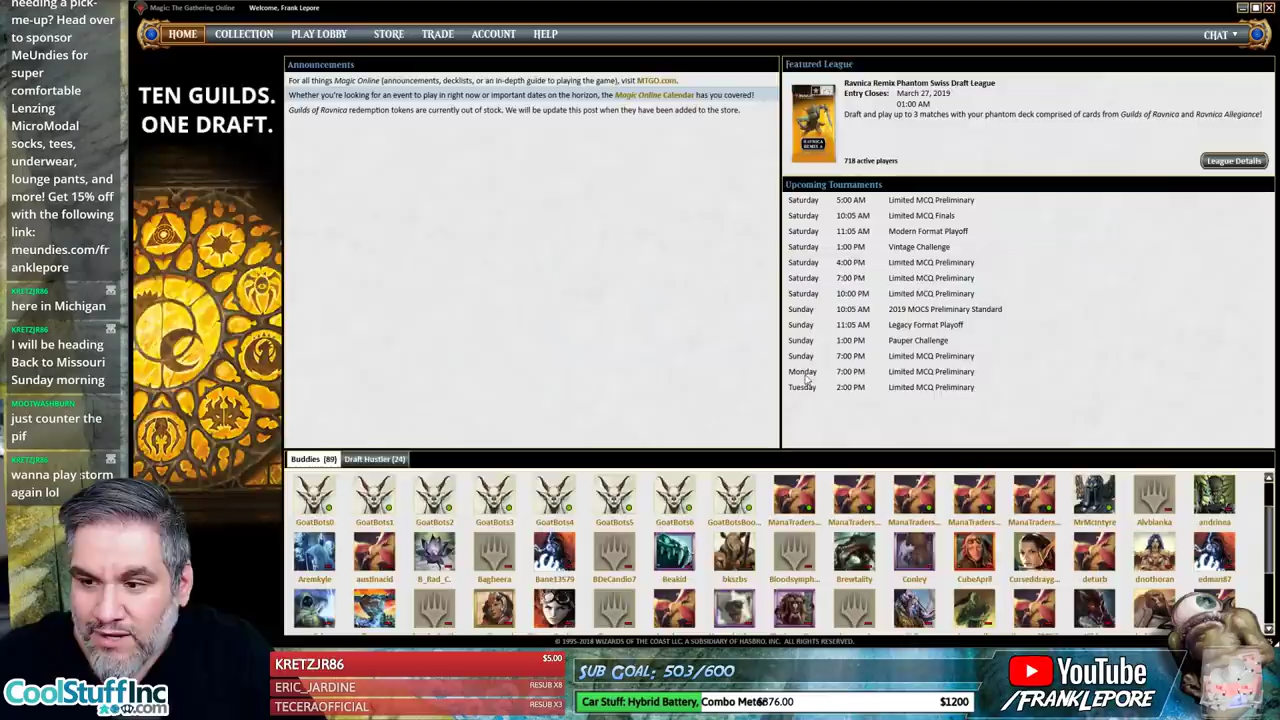 needing a pick-
me-up? Head over
to sponsor
MeUndies for
super
comfortable
Lenzing
MicroModal
socks, tees,
underwear,
lounge pants, and
more! Get 15% off
with the following
link:
meundies.com/fr
anklepore
KRETZJR86
here in Michigan
KRETZJR86
I will be heading
Back to Missouri
Sunday morning
MOOTWASHBURN
just counter the
pif
KRETZJR86
wanna play storm
again lol
Magic: The Gathering Online
Welcome, Frank Lepore
HOME
COLLECTION
PLAY LOBBY
STORE
TRADE
ACCOUNT
HELP
CHAT
TEN GUILDS.
ONE DRAFT.
Announcements
For all things Magic Online (announcements, decklists, or an in-depth guide to playing the game), visit MTGO.com.
Whether you're looking for an event to play in right now or important dates on the horizon, the Magic Online Calendar has you covered!
Guilds of Ravnica redemption tokens are currently out of stock. We will be update this post when they have been added to the store.
Featured League
Ravnica Remix Phantom Swiss Draft League
Entry Closes: March 27, 2019
01:00 AM
Draft and play up to 3 matches with your phantom deck comprised of cards from Guilds of Ravnica and Ravnica Allegiance!
RAVNICA
REMIX
718 active players
League Details
Upcoming Tournaments
Saturday 5:00 AM Limited MCQ Preliminary
Saturday 10:05 AM Limited MCQ Finals
Saturday 11:05 AM Modern Format Playoff
Saturday 1:00 PM Vintage Challenge
Saturday 4:00 PM Limited MCQ Preliminary
Saturday 7:00 PM Limited MCQ Preliminary
Saturday 10:00 PM Limited MCQ Preliminary
Sunday 10:05 AM 2019 MOCS Preliminary Standard
Sunday 11:05 AM Legacy Format Playoff
Sunday 1:00 PM Pauper Challenge
Sunday 7:00 PM Limited MCQ Preliminary
Monday 7:00 PM Limited MCQ Preliminary
Tuesday 2:00 PM Limited MCQ Preliminary
Buddies (89)
Draft Hustler (24)
GoatBots0 GoatBots1 GoatBots2 GoatBots3 GoatBots4 GoatBots5 GoatBots6 GoatBotsBoo... ManaTraders... ManaTraders... ManaTraders... ManaTraders... ManaTraders... MrMcIntyre Alvbianka andrinna
Aremkyle austinacid B_Rad_C. Bagheera Bane13579 BDeCandio7 Beakid bkszbs Bloodsymph... Brewtality Conley CubeApril Curseddrayg... deturb dnothoran edman87
© 1995-2018 WIZARDS OF THE COAST LLC, A SUBSIDIARY OF HASBRO, INC. ALL RIGHTS RESERVED.
CoolStuffInc
.com
KRETZJR86 $5.00
ERIC_JARDINE RESUB X8
TECERAOFFICIAL RESUB X3
SUB GOAL: 503/600
Car Stuff: Hybrid Battery, Combo Mete
$376.00
$1200
YouTube
/FRANKLEPORE